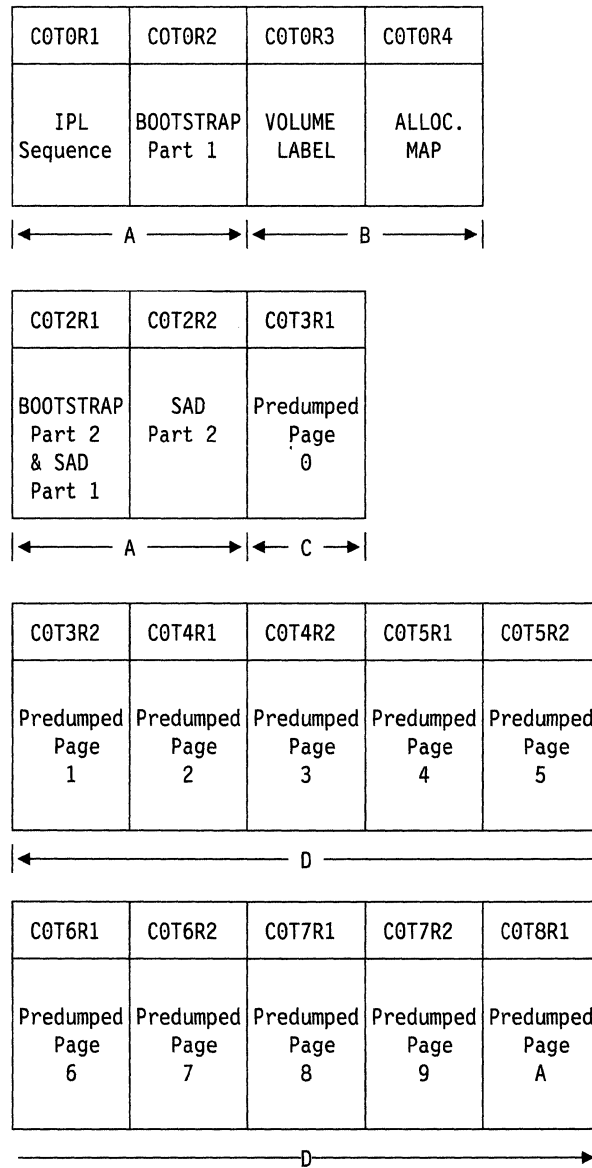 C0T0R1 C0T0R2 C0T0R3 C0T0R4
IPL BOOTSTRAP VOLUME ALLOC.
Sequence Part 1 LABEL MAP
A B
C0T2R1 C0T2R2 C0T3R1
BOOTSTRAP SAD Predumped
Part 2 Part 2 Page
& SAD 0
Part 1
A C
C0T3R2 C0T4R1 C0T4R2 C0T5R1 C0T5R2
Predumped Predumped Predumped Predumped Predumped
Page Page Page Page Page
1 2 3 4 5
D
C0T6R1 C0T6R2 C0T7R1 C0T7R2 C0T8R1
Predumped Predumped Predumped Predumped Predumped
Page Page Page Page Page
6 7 8 9 A
D